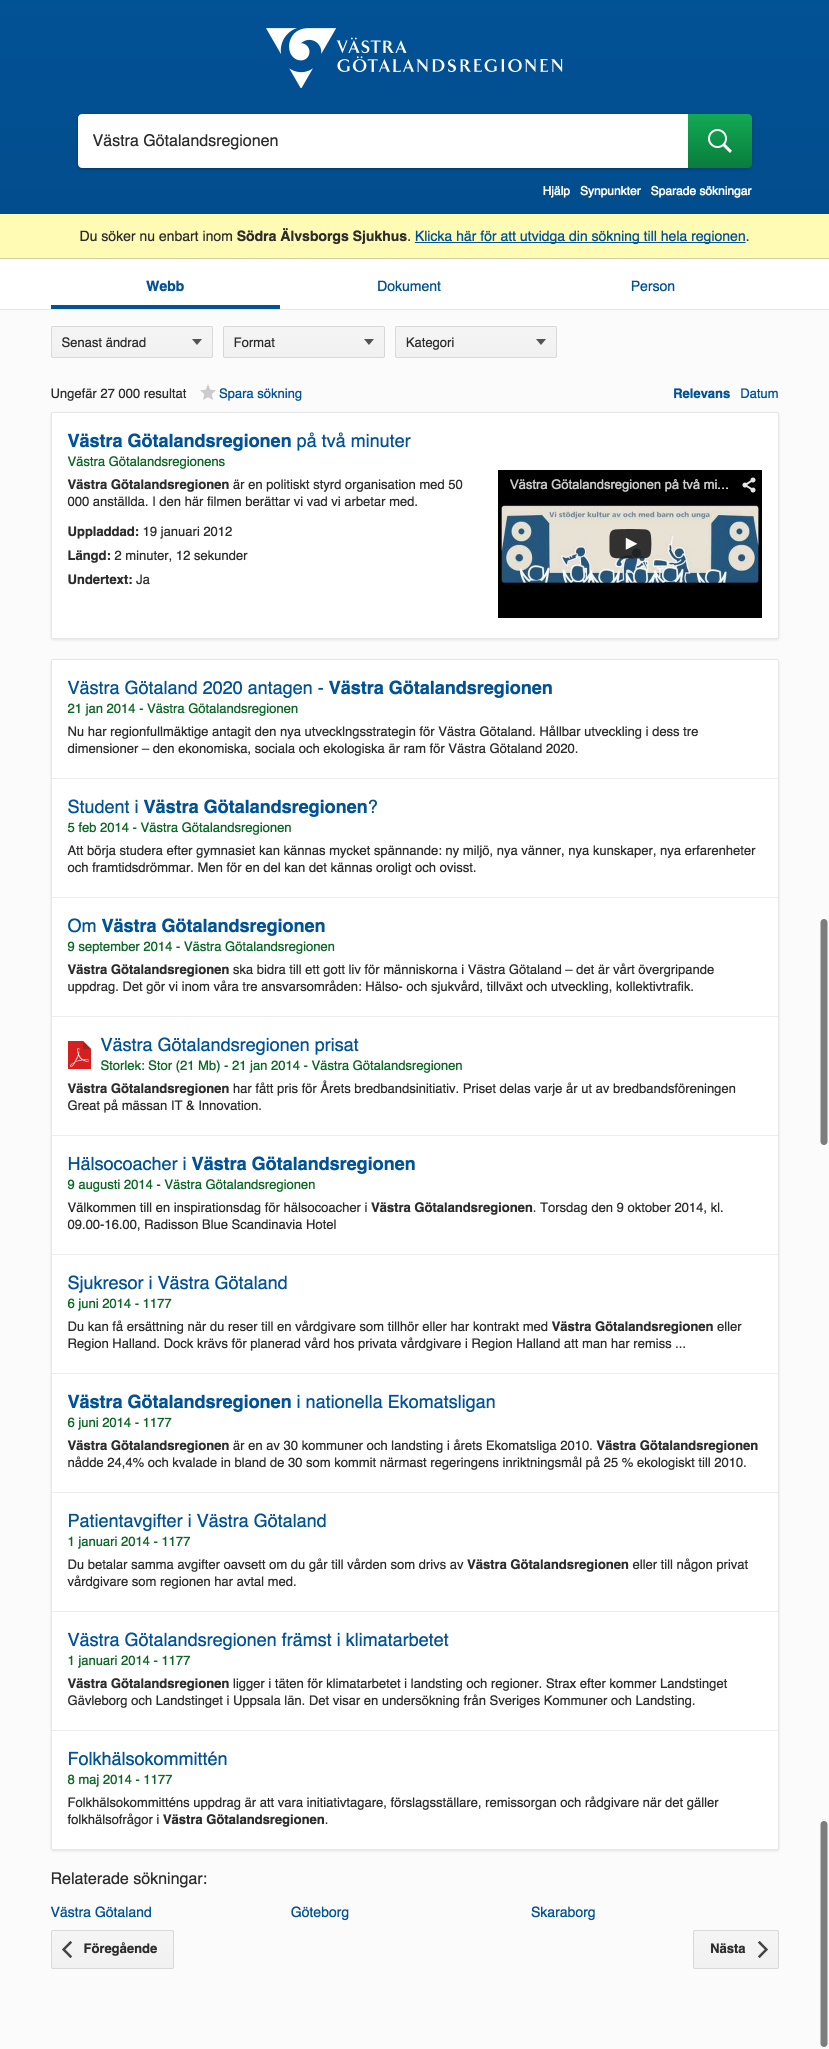 VÄSTRA
GÖTALANDSREGIONEN
Västra Götalandsregionen
Hjälp Synpunkter Sparade sökningar
Du söker nu enbart inom Södra Älvsborgs Sjukhus. Klicka här för att utvidga din sökning till hela regionen.
Webb Dokument Person
Senast ändrad Format Kategori
Ungefär 27 000 resultat Spara sökning Relevans Datum
Västra Götalandsregionen på två minuter
Västra Götalandsregionens
Västra Götalandsregionen är en politiskt styrd organisation med 50
000 anställda. I den här filmen berättar vi vad vi arbetar med.
Uppladdad: 19 januari 2012
Längd: 2 minuter, 12 sekunder
Undertext: Ja
Västra Götalandsregionen på två mi...
Vi stödjer kultur av och med barn och unga
Västra Götaland 2020 antagen - Västra Götalandsregionen
21 jan 2014 - Västra Götalandsregionen
Nu har regionfullmäktige antagit den nya utvecklngsstrategin för Västra Götaland. Hållbar utveckling i dess tre
dimensioner – den ekonomiska, sociala och ekologiska är ram för Västra Götaland 2020.
Student i Västra Götalandsregionen?
5 feb 2014 - Västra Götalandsregionen
Att börja studera efter gymnasiet kan kännas mycket spännande: ny miljö, nya vänner, nya kunskaper, nya erfarenheter
och framtidsdrömmar. Men för en del kan det kännas oroligt och ovisst.
Om Västra Götalandsregionen
9 september 2014 - Västra Götalandsregionen
Västra Götalandsregionen ska bidra till ett gott liv för människorna i Västra Götaland – det är vårt övergripande
uppdrag. Det gör vi inom våra tre ansvarsområden: Hälso- och sjukvård, tillväxt och utveckling, kollektivtrafik.
Västra Götalandsregionen prisat
Storlek: Stor (21 Mb) - 21 jan 2014 - Västra Götalandsregionen
Västra Götalandsregionen har fått pris för Årets bredbandsinitiativ. Priset delas varje år ut av bredbandsföreningen
Great på mässan IT & Innovation.
Hälsocoacher i Västra Götalandsregionen
9 augusti 2014 - Västra Götalandsregionen
Välkommen till en inspirationsdag för hälsocoacher i Västra Götalandsregionen. Torsdag den 9 oktober 2014, kl.
09.00-16.00, Radisson Blue Scandinavia Hotel
Sjukresor i Västra Götaland
6 juni 2014 - 1177
Du kan få ersättning när du reser till en vårdgivare som tillhör eller har kontrakt med Västra Götalandsregionen eller
Region Halland. Dock krävs för planerad vård hos privata vårdgivare i Region Halland att man har remiss ...
Västra Götalandsregionen i nationella Ekomatsligan
6 juni 2014 - 1177
Västra Götalandsregionen är en av 30 kommuner och landsting i årets Ekomatsliga 2010. Västra Götalandsregionen
nådde 24,4% och kvalade in bland de 30 som kommit närmast regeringens inriktningsmål på 25 % ekologiskt till 2010.
Patientavgifter i Västra Götaland
1 januari 2014 - 1177
Du betalar samma avgifter oavsett om du går till vården som drivs av Västra Götalandsregionen eller till någon privat
vårdgivare som regionen har avtal med.
Västra Götalandsregionen främst i klimatarbetet
1 januari 2014 - 1177
Västra Götalandsregionen ligger i täten för klimatarbetet i landsting och regioner. Strax efter kommer Landstinget
Gävleborg och Landstinget i Uppsala län. Det visar en undersökning från Sveriges Kommuner och Landsting.
Folkhälsokommittén
8 maj 2014 - 1177
Folkhälsokommitténs uppdrag är att vara initiativtagare, förslagsställare, remissorgan och rådgivare när det gäller
folkhälsofrågor i Västra Götalandsregionen.
Relaterade sökningar:
Västra Götaland Göteborg Skaraborg
Föregående Nästa